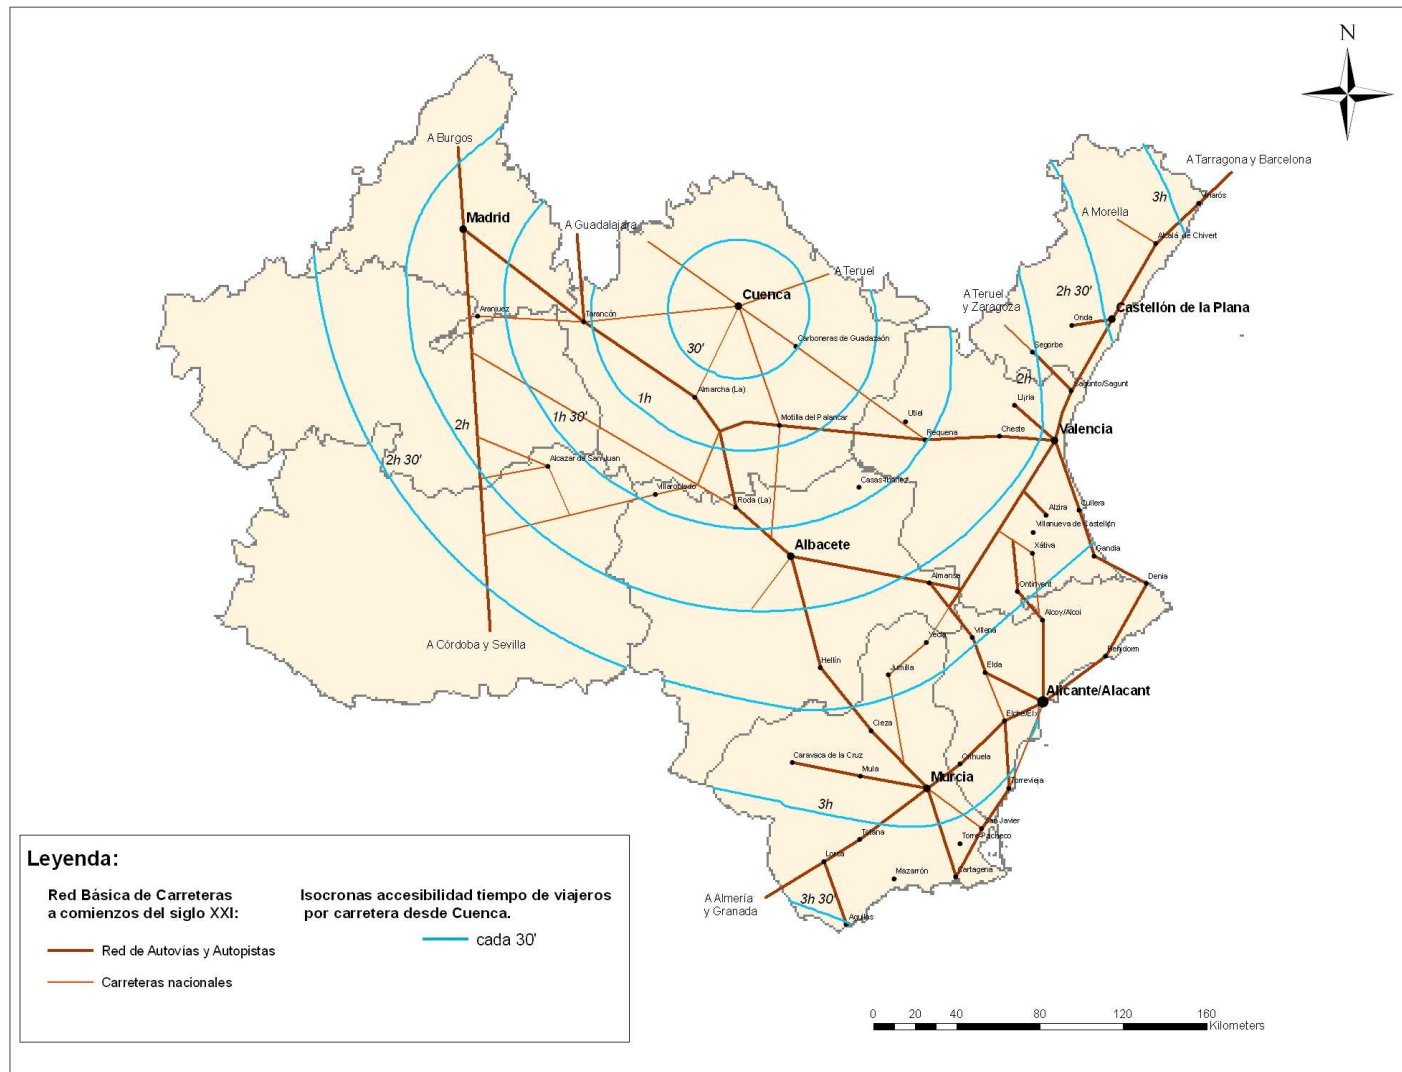 N
A Burgos
A Tarragona y Barcelona
3h
Vinarós
Madrid
A Guadalajara
A Morella
Alcalá de Chivert
A Teruel
Cuenca
A Teruel
y Zaragoza
2h 30'
Castellón de la Plana
Aranjuez
Tarancón
Onda
30'
Carboneras de Guadazaón
Segorbe
2h
Sagunto/Sagunt
1h
Almarcha (La)
Llíria
1h 30'
Motilla del Palancar
Utiel
2h
Requena
Cheste
Valencia
2h 30'
Alcazar de San Juan
Villarobledo
Casas-Ibáñez
Roda (La)
Alzira
Cullera
Villanueva de Castellón
Albacete
Xátiva
Gandia
Almansa
Denia
Ontinyent
Alcoy/Alcoi
Villena
A Córdoba y Sevilla
Yecla
Benidorm
Hellín
Jumilla
Elda
Alicante/Alacant
Elche/Elx
Cieza
Caravaca de la Cruz
Orihuela
Mula
Murcia
Torrevieja
3h
San Javier
Totana
Torre-Pacheco
Lorca
Mazarrón
Cartagena
A Almería
y Granada
3h 30'
Aguilas
Leyenda:
Red Básica de Carreteras
a comienzos del siglo XXI:
Isocronas accesibilidad tiempo de viajeros
por carretera desde Cuenca.
cada 30'
Red de Autovías y Autopistas
Carreteras nacionales
0 20 40 80 120 160
Kilometers